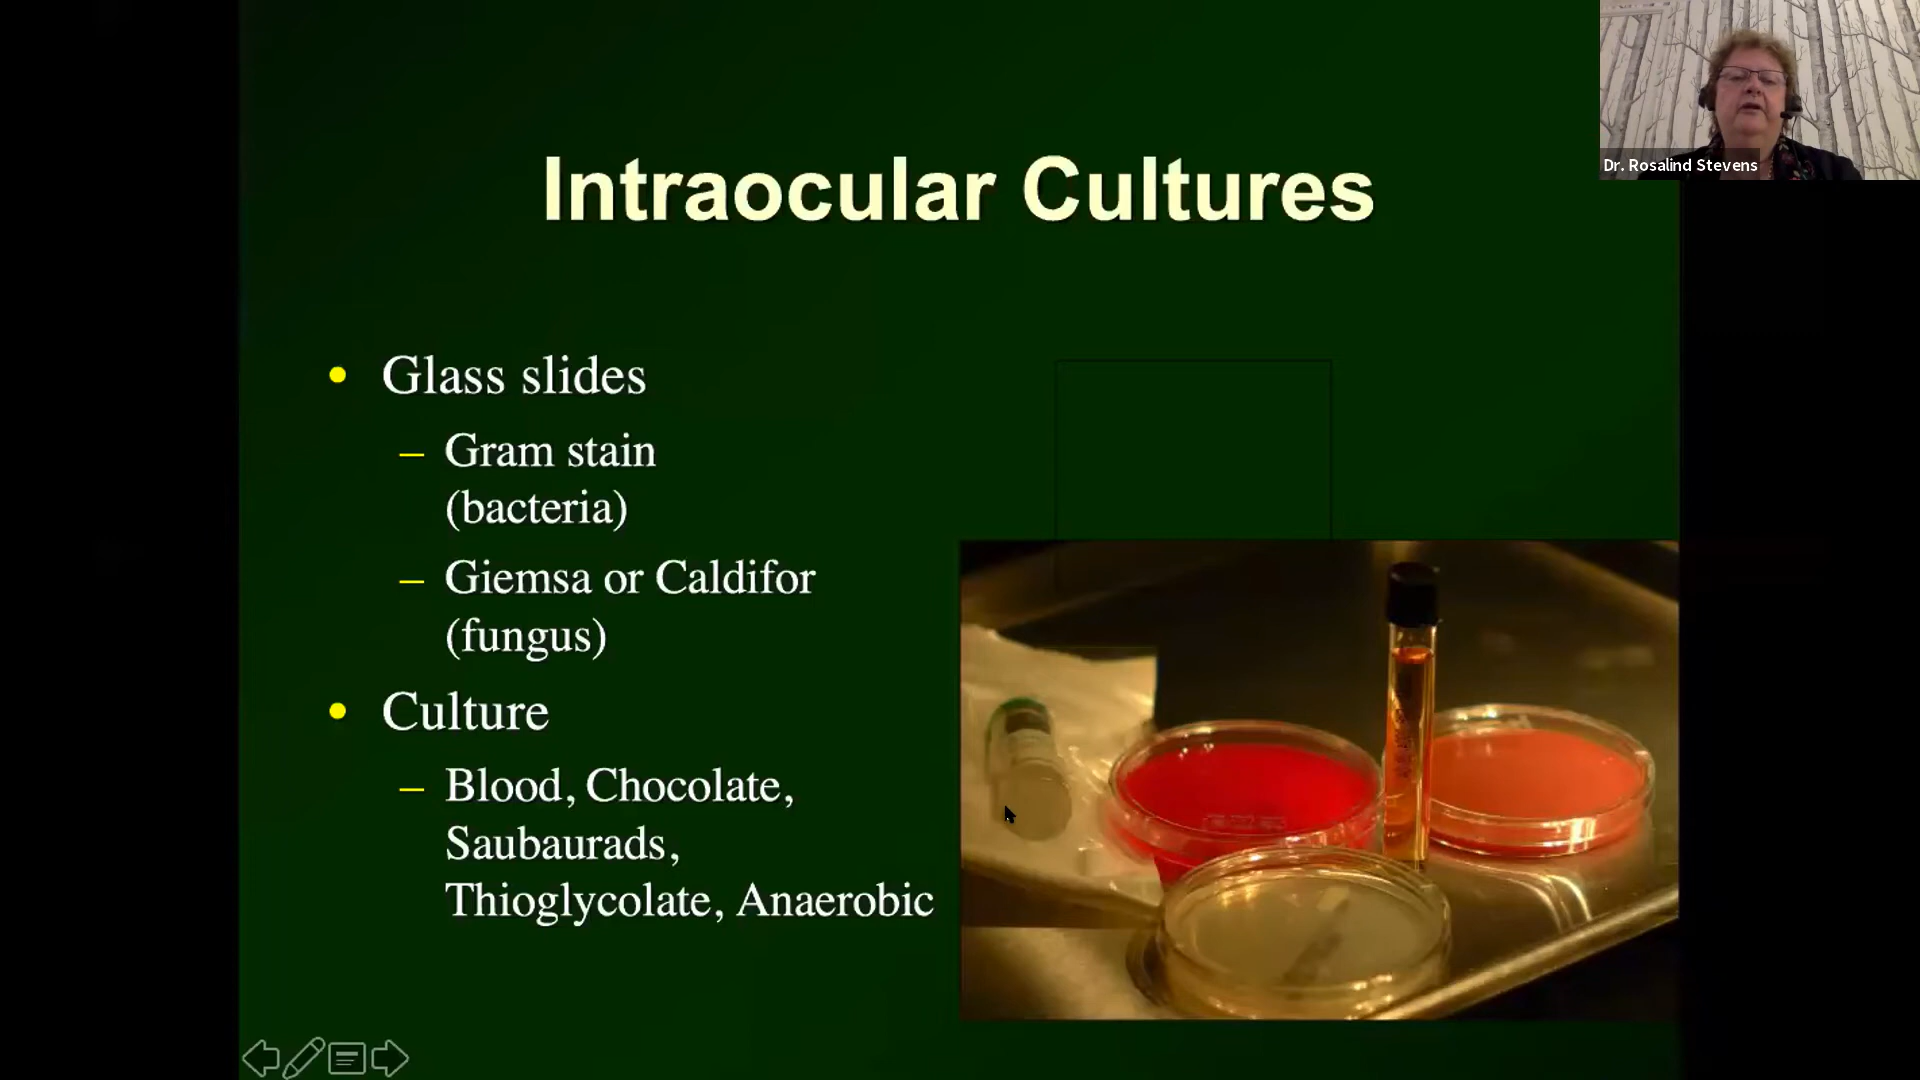 Dr. Rosalind Stevens
Intraocular Cultures
• Glass slides
– Gram stain
(bacteria)
– Giemsa or Caldifor
(fungus)
• Culture
– Blood, Chocolate,
Saubaurads,
Thioglycolate, Anaerobic